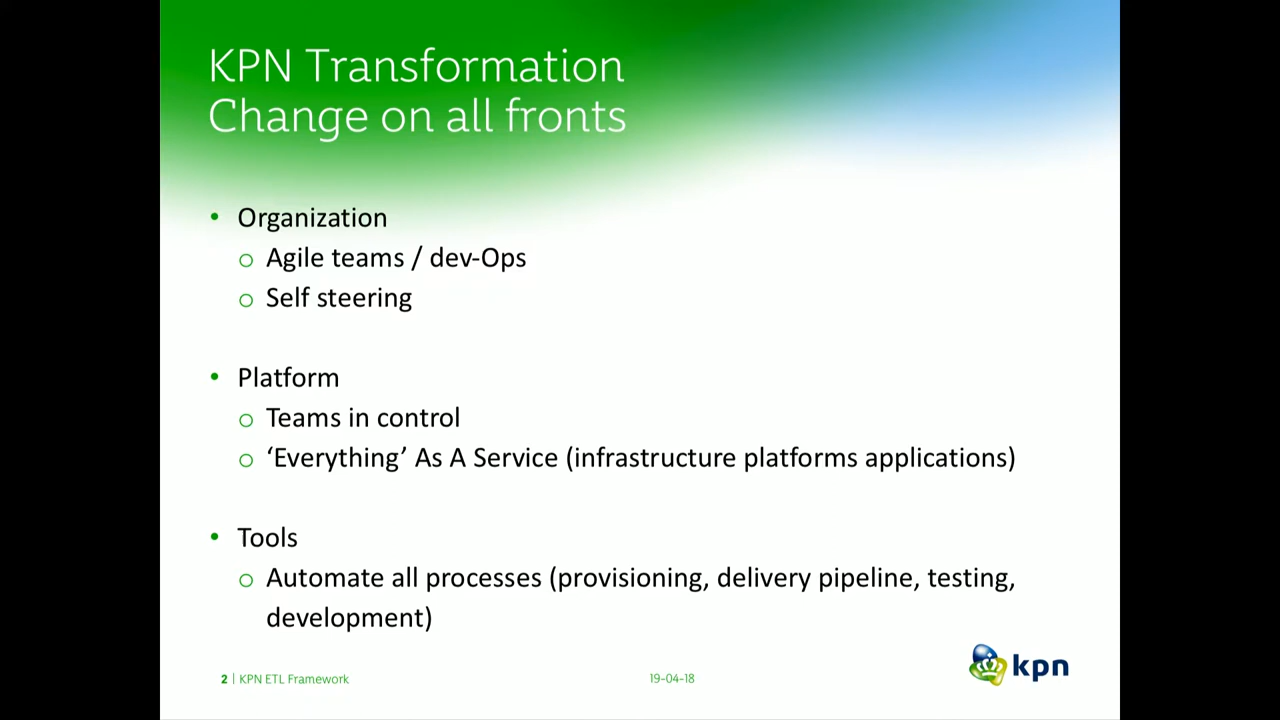 KPN Transformation
Change on all fronts
• Organization
o Agile teams / dev-Ops
o Self steering
• Platform
o Teams in control
o ‘Everything’ As A Service (infrastructure platforms applications)
• Tools
o Automate all processes (provisioning, delivery pipeline, testing,
development)
2 | KPN ETL Framework
19-04-18
kpn